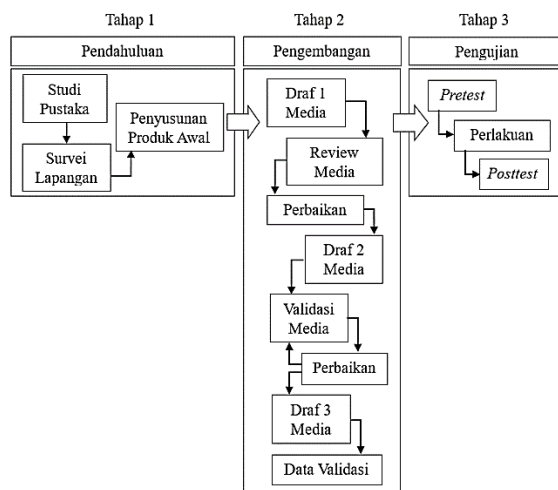 Tahap 1
Pendahuluan
Studi
Pustaka
Survei
Lapangan
Penyusunan
Produk Awal
Tahap 2
Pengembangan
Draf 1
Media
Review
Media
Perbaikan
Draf 2
Media
Validasi
Media
Perbaikan
Draf 3
Media
Data Validasi
Tahap 3
Pengujian
Pretest
Perlakuan
Posttest